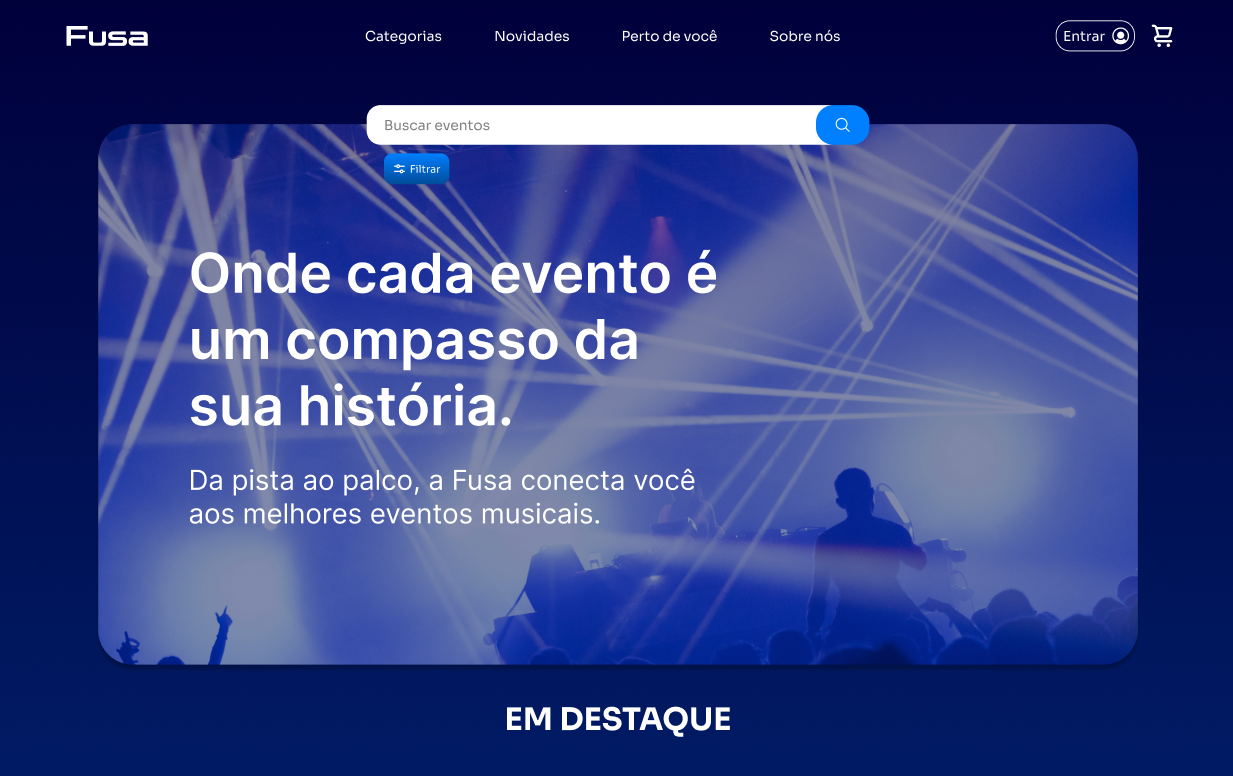 Fusa
Categorias
Novidades
Perto de você
Sobre nós
Entrar
Buscar eventos
Filtrar
Onde cada evento é
um compasso da
sua história.
Da pista ao palco, a Fusa conecta você
aos melhores eventos musicais.
EM DESTAQUE